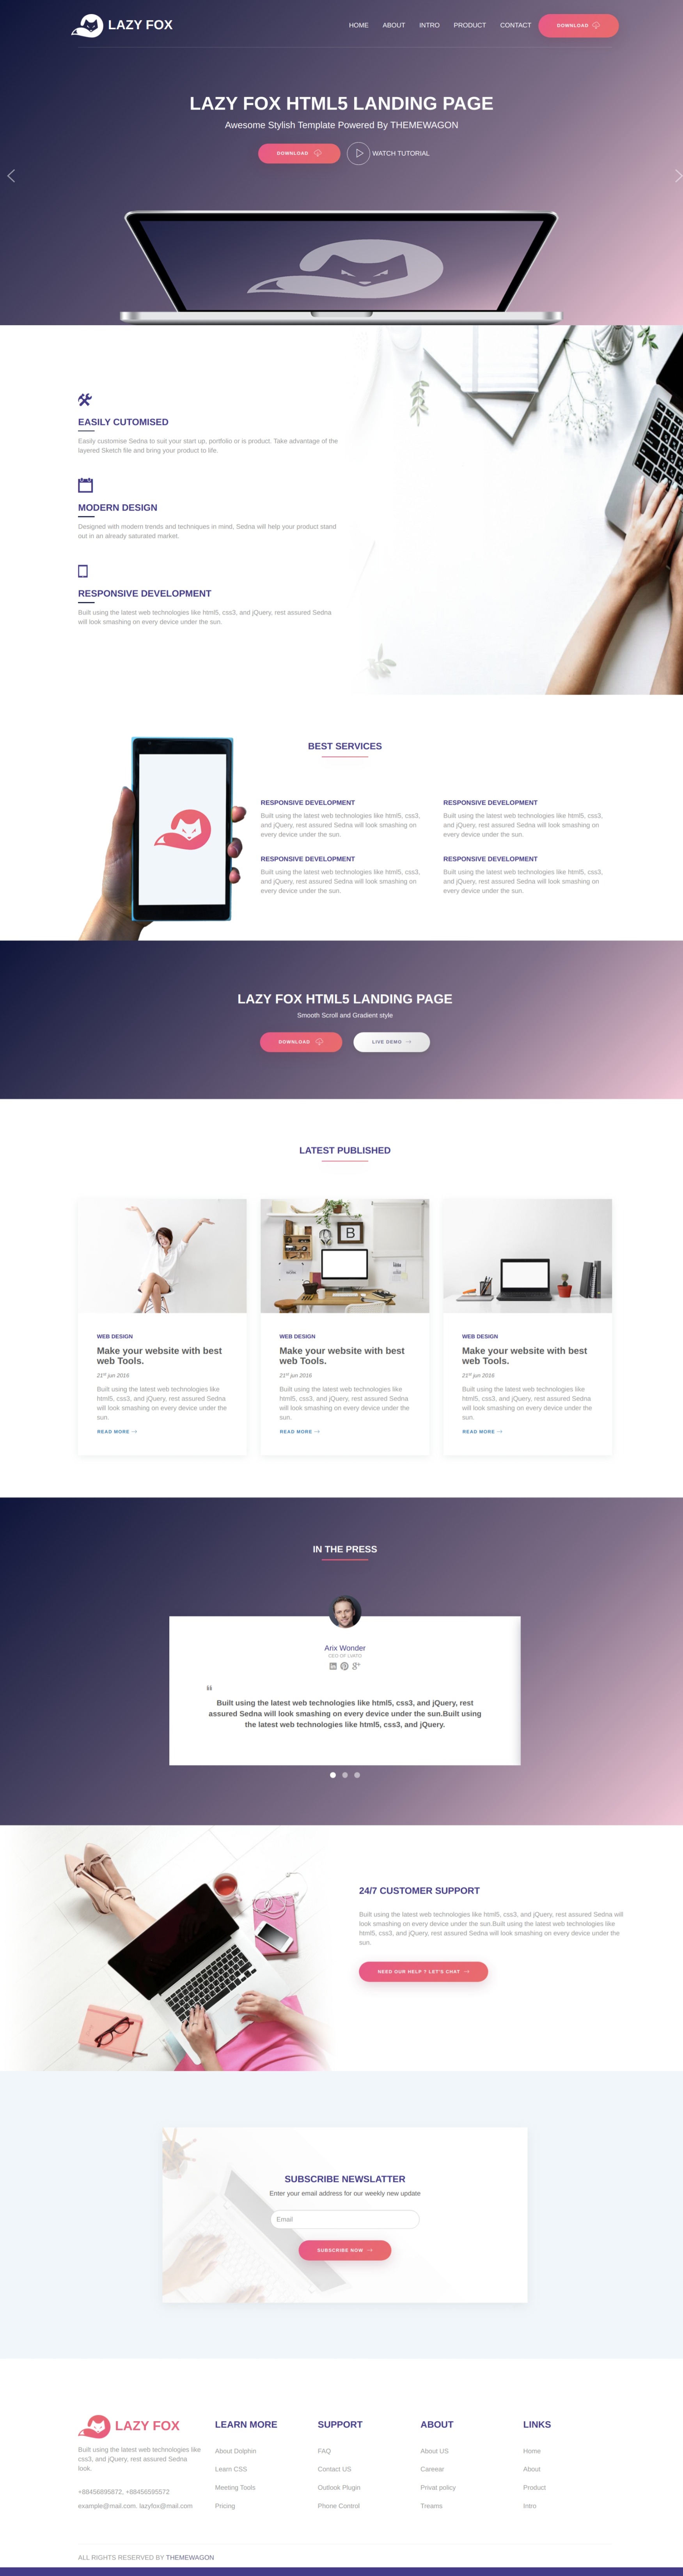 LAZY FOX
HOME ABOUT INTRO PRODUCT CONTACT DOWNLOAD
LAZY FOX HTML5 LANDING PAGE
Awesome Stylish Template Powered By THEMEWAGON
DOWNLOAD WATCH TUTORIAL
EASILY CUTOMISED
Easily customise Sedna to suit your start up, portfolio or is product. Take advantage of the
layered Sketch file and bring your product to life.
MODERN DESIGN
Designed with modern trends and techniques in mind, Sedna will help your product stand
out in an already saturated market.
RESPONSIVE DEVELOPMENT
Built using the latest web technologies like html5, css3, and jQuery, rest assured Sedna
will look smashing on every device under the sun.
BEST SERVICES
RESPONSIVE DEVELOPMENT
Built using the latest web technologies like html5, css3,
and jQuery, rest assured Sedna will look smashing on
every device under the sun.
RESPONSIVE DEVELOPMENT
Built using the latest web technologies like html5, css3,
and jQuery, rest assured Sedna will look smashing on
every device under the sun.
RESPONSIVE DEVELOPMENT
Built using the latest web technologies like html5, css3,
and jQuery, rest assured Sedna will look smashing on
every device under the sun.
RESPONSIVE DEVELOPMENT
Built using the latest web technologies like html5, css3,
and jQuery, rest assured Sedna will look smashing on
every device under the sun.
LAZY FOX HTML5 LANDING PAGE
Smooth Scroll and Gradient style
DOWNLOAD LIVE DEMO
LATEST PUBLISHED
B
WEB DESIGN
Make your website with best
web Tools.
21st jun 2016
Built using the latest web technologies like
html5, css3, and jQuery, rest assured Sedna
will look smashing on every device under the
sun.
READ MORE
WEB DESIGN
Make your website with best
web Tools.
21st jun 2016
Built using the latest web technologies like
html5, css3, and jQuery, rest assured Sedna
will look smashing on every device under the
sun.
READ MORE
WEB DESIGN
Make your website with best
web Tools.
21st jun 2016
Built using the latest web technologies like
html5, css3, and jQuery, rest assured Sedna
will look smashing on every device under the
sun.
READ MORE
IN THE PRESS
Arix Wonder
CEO OF LVATO
Built using the latest web technologies like html5, css3, and jQuery, rest
assured Sedna will look smashing on every device under the sun.Built using
the latest web technologies like html5, css3, and jQuery.
24/7 CUSTOMER SUPPORT
Built using the latest web technologies like html5, css3, and jQuery, rest assured Sedna will
look smashing on every device under the sun.Built using the latest web technologies like
html5, css3, and jQuery, rest assured Sedna will look smashing on every device under the
sun.
NEED OUR HELP ? LET'S CHAT
SUBSCRIBE NEWSLATTER
Enter your email address for our weekly new update
Email
SUBSCRIBE NOW
LAZY FOX
Built using the latest web technologies like
css3, and jQuery, rest assured Sedna
look.
+88456895872, +88456595572
example@mail.com. lazyfox@mail.com
LEARN MORE
About Dolphin
Learn CSS
Meeting Tools
Pricing
SUPPORT
FAQ
Contact US
Outlook Plugin
Phone Control
ABOUT
About US
Careear
Privat policy
Treams
LINKS
Home
About
Product
Intro
ALL RIGHTS RESERVED BY THEMEWAGON